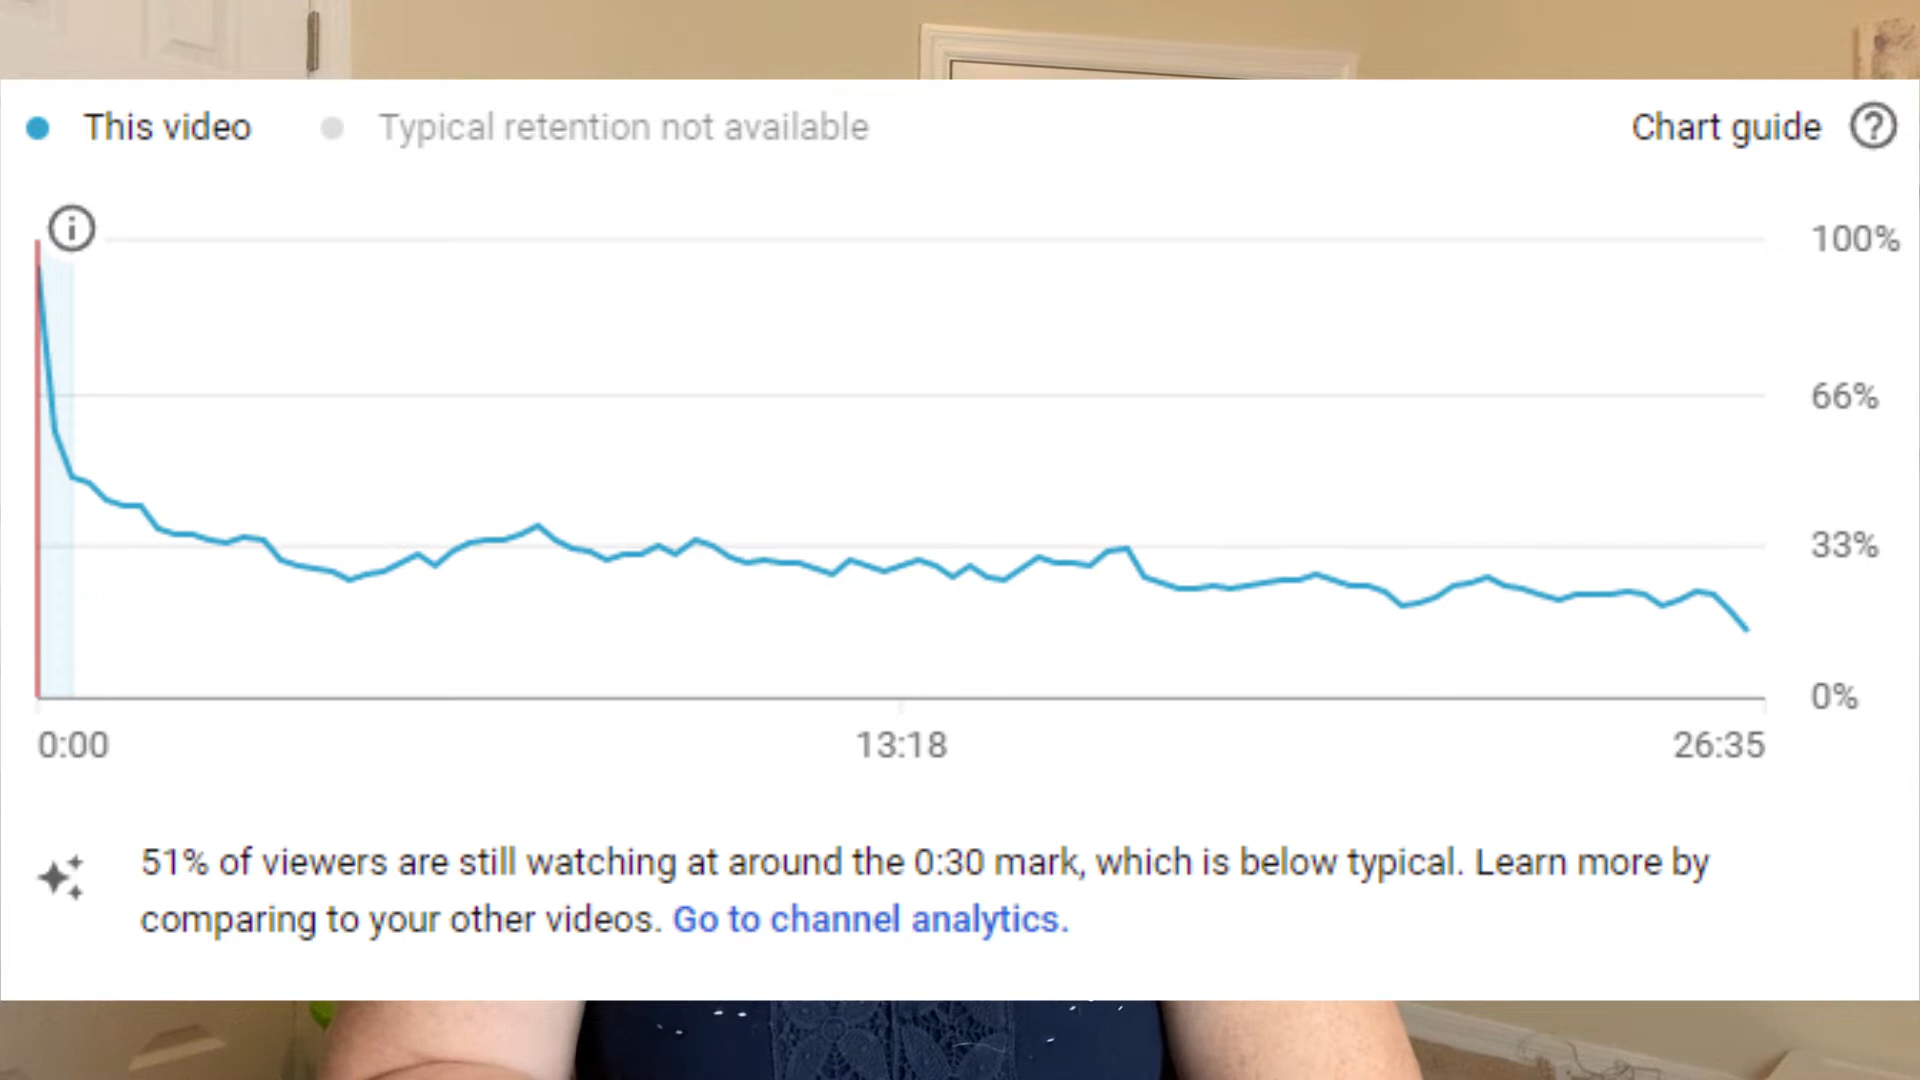 This video
Typical retention not available
Chart guide
100%
66%
33%
0%
0:00
13:18
26:35
51% of viewers are still watching at around the 0:30 mark, which is below typical. Learn more by
comparing to your other videos. Go to channel analytics.